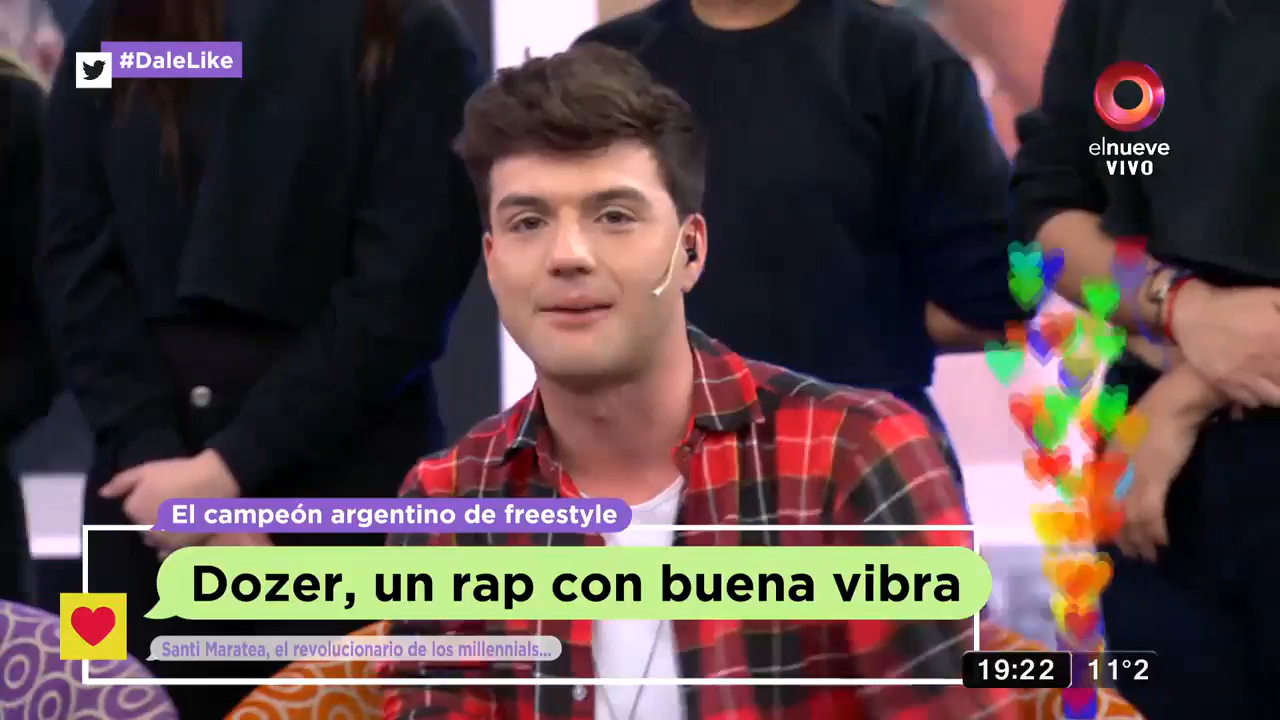 #DaleLike
elnueve
VIVO
El campeón argentino de freestyle
Dozer, un rap con buena vibra
Santi Maratea, el revolucionario de los millennials...
19:22
11°2